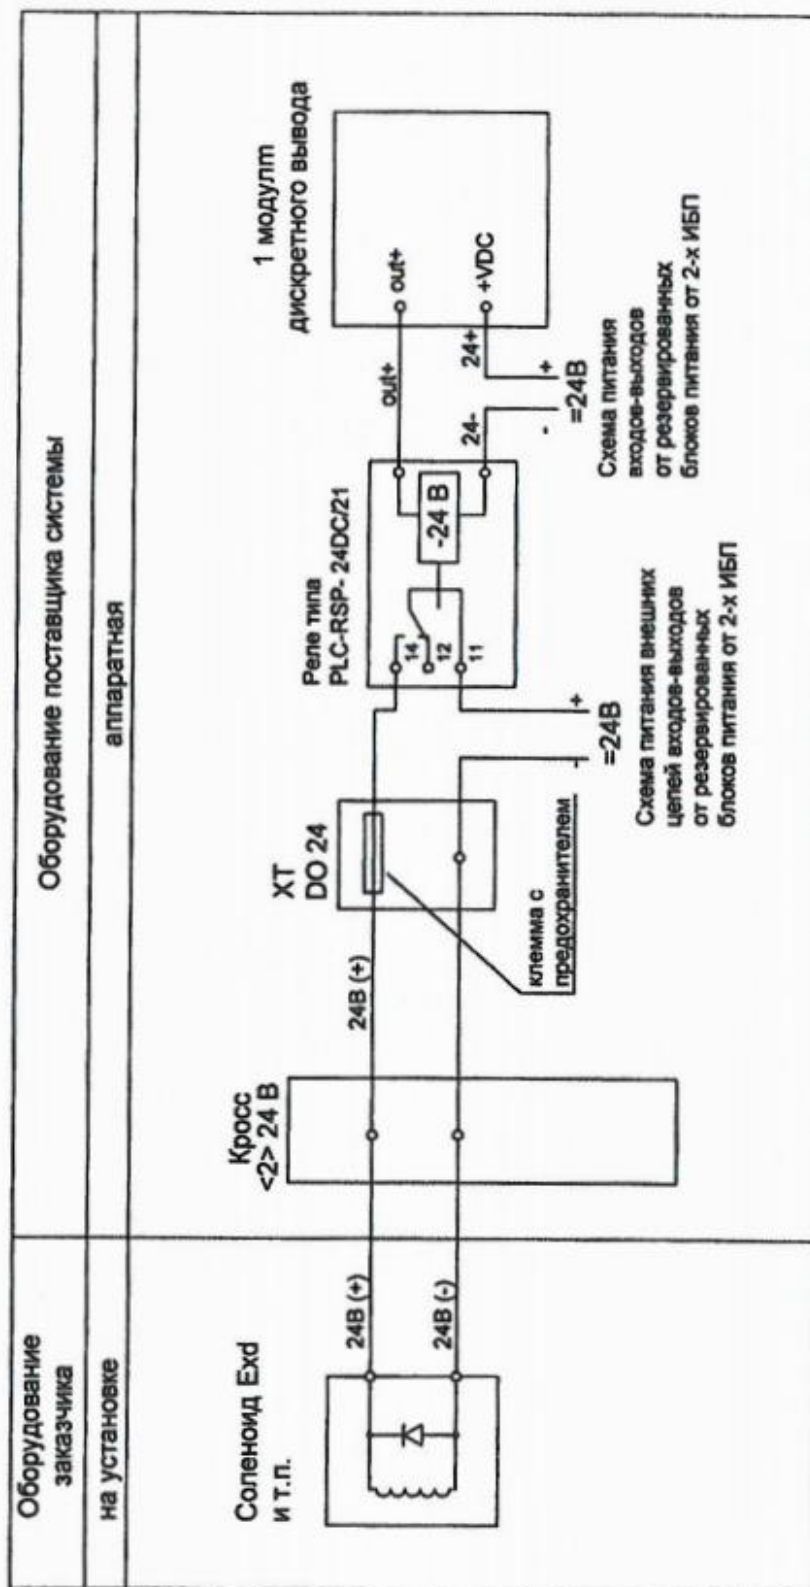 Оборудование
заказчика
Оборудование поставщика системы
на установке
аппаратная
Соленоид Exd
и т.п.
24В (+)
24В (-)
Кросс
<2> 24 В
24В (+)
XT
DO 24
клемма с
предохранителем
Реле типа
PLC-RSP- 24DC/21
14
12
11
-24 В
- +
=24В
Схема питания внешних
цепей входов-выходов
от резервированных
блоков питания от 2-х ИБП
out+
24-
24+
- +
=24В
Схема питания
входов-выходов
от резервированных
блоков питания от 2-х ИБП
1 модулт
дискретного вывода
out+
+VDC